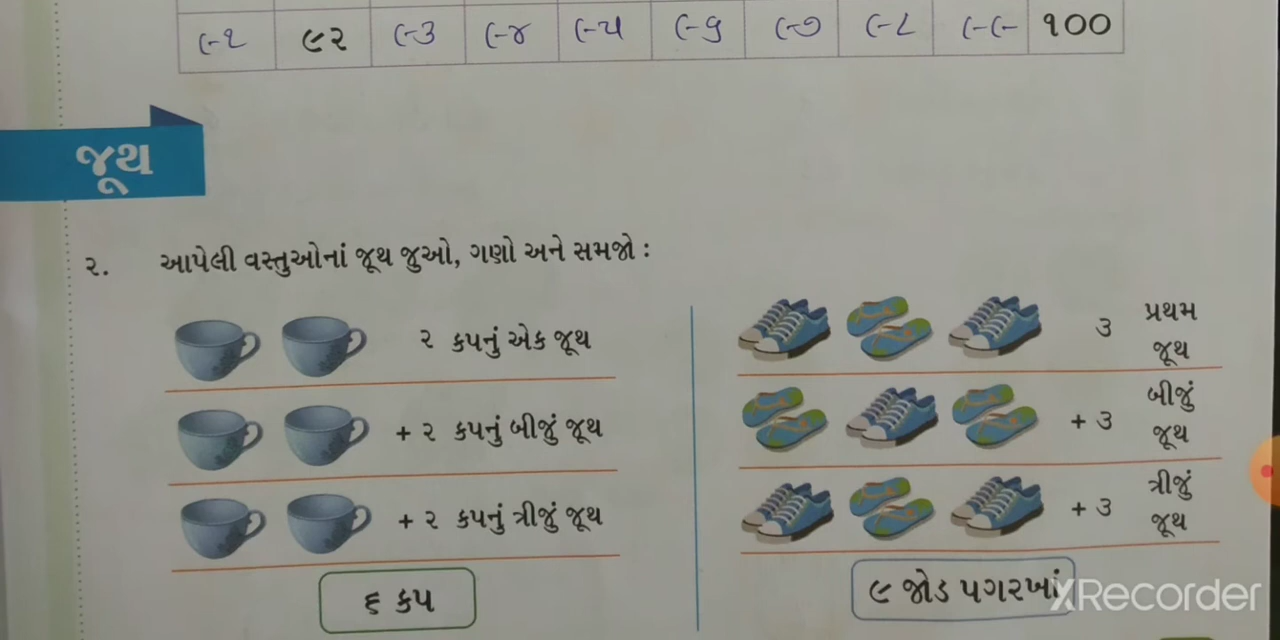 ૯૧ ૯૨ ૯૩ ૯૪ ૯૫ ૯૬ ૯૭ ૯૮ ૯૯ ૧૦૦
જૂથ
૨. આપેલી વસ્તુઓનાં જૂથ જુઓ, ગણો અને સમજો :
૨ કપનું એક જૂથ
+ ૨ કપનું બીજું જૂથ
+ ૨ કપનું ત્રીજું જૂથ
૬ કપ
૩ પ્રથમ
જૂથ
+ ૩ બીજું
જૂથ
+ ૩ ત્રીજું
જૂથ
૯ જોડ પગરખાં
XRecorder